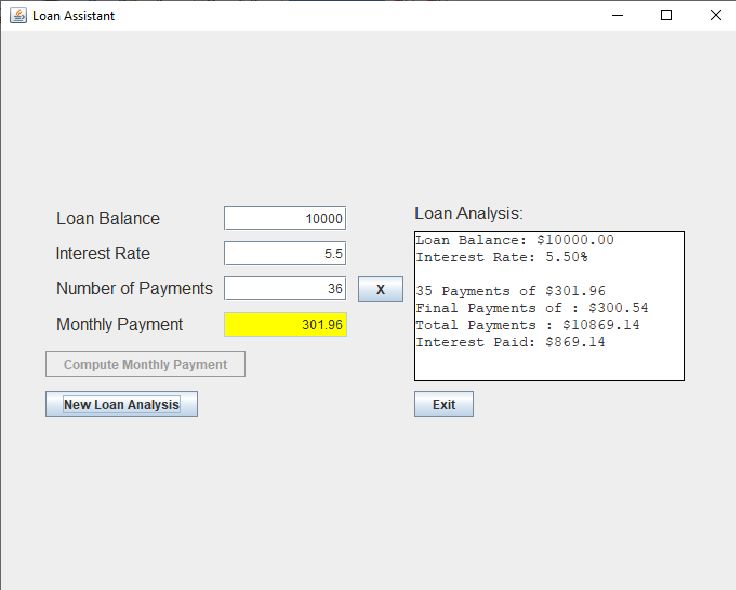 Loan Assistant
Loan Balance 10000
Interest Rate 5.5
Number of Payments 36 X
Monthly Payment 301.96
Compute Monthly Payment
New Loan Analysis
Loan Analysis:
Loan Balance: $10000.00
Interest Rate: 5.50%
35 Payments of $301.96
Final Payments of : $300.54
Total Payments : $10869.14
Interest Paid: $869.14
Exit